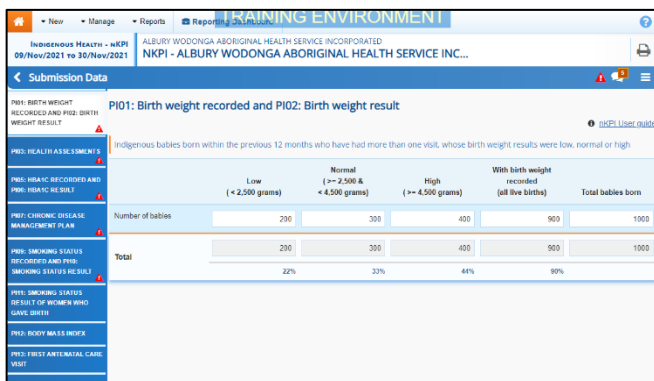 TRAINING ENVIRONMENT
New Manage Reports Reporting Dashboard
INDIGENOUS HEALTH - NKPI
09/NOV/2021 TO 30/NOV/2021
ALBURY WODONGA ABORIGINAL HEALTH SERVICE INCORPORATED
NKPI - ALBURY WODONGA ABORIGINAL HEALTH SERVICE INC...
Submission Data
PI01: BIRTH WEIGHT
RECORDED AND PI02: BIRTH
WEIGHT RESULT
PI03: HEALTH ASSESSMENTS
PI05: HBA1C RECORDED AND
PI06: HBA1C RESULT
PI07: CHRONIC DISEASE
MANAGEMENT PLAN
PI09: SMOKING STATUS
RECORDED AND PI10:
SMOKING STATUS RESULT
PI11: SMOKING STATUS
RESULT OF WOMEN WHO
GAVE BIRTH
PI12: BODY MASS INDEX
PI13: FIRST ANTENATAL CARE
VISIT
PI01: Birth weight recorded and PI02: Birth weight result
nKPI User guide
Indigenous babies born within the previous 12 months who have had more than one visit, whose birth weight results were low, normal or high
Low
( < 2,500 grams)
Normal
( >= 2,500 &
< 4,500 grams)
High
( >= 4,500 grams)
With birth weight
recorded
(all live births)
Total babies born
Number of babies 200 300 400 900 1000
Total 200 300 400 900 1000
22% 33% 44% 90%